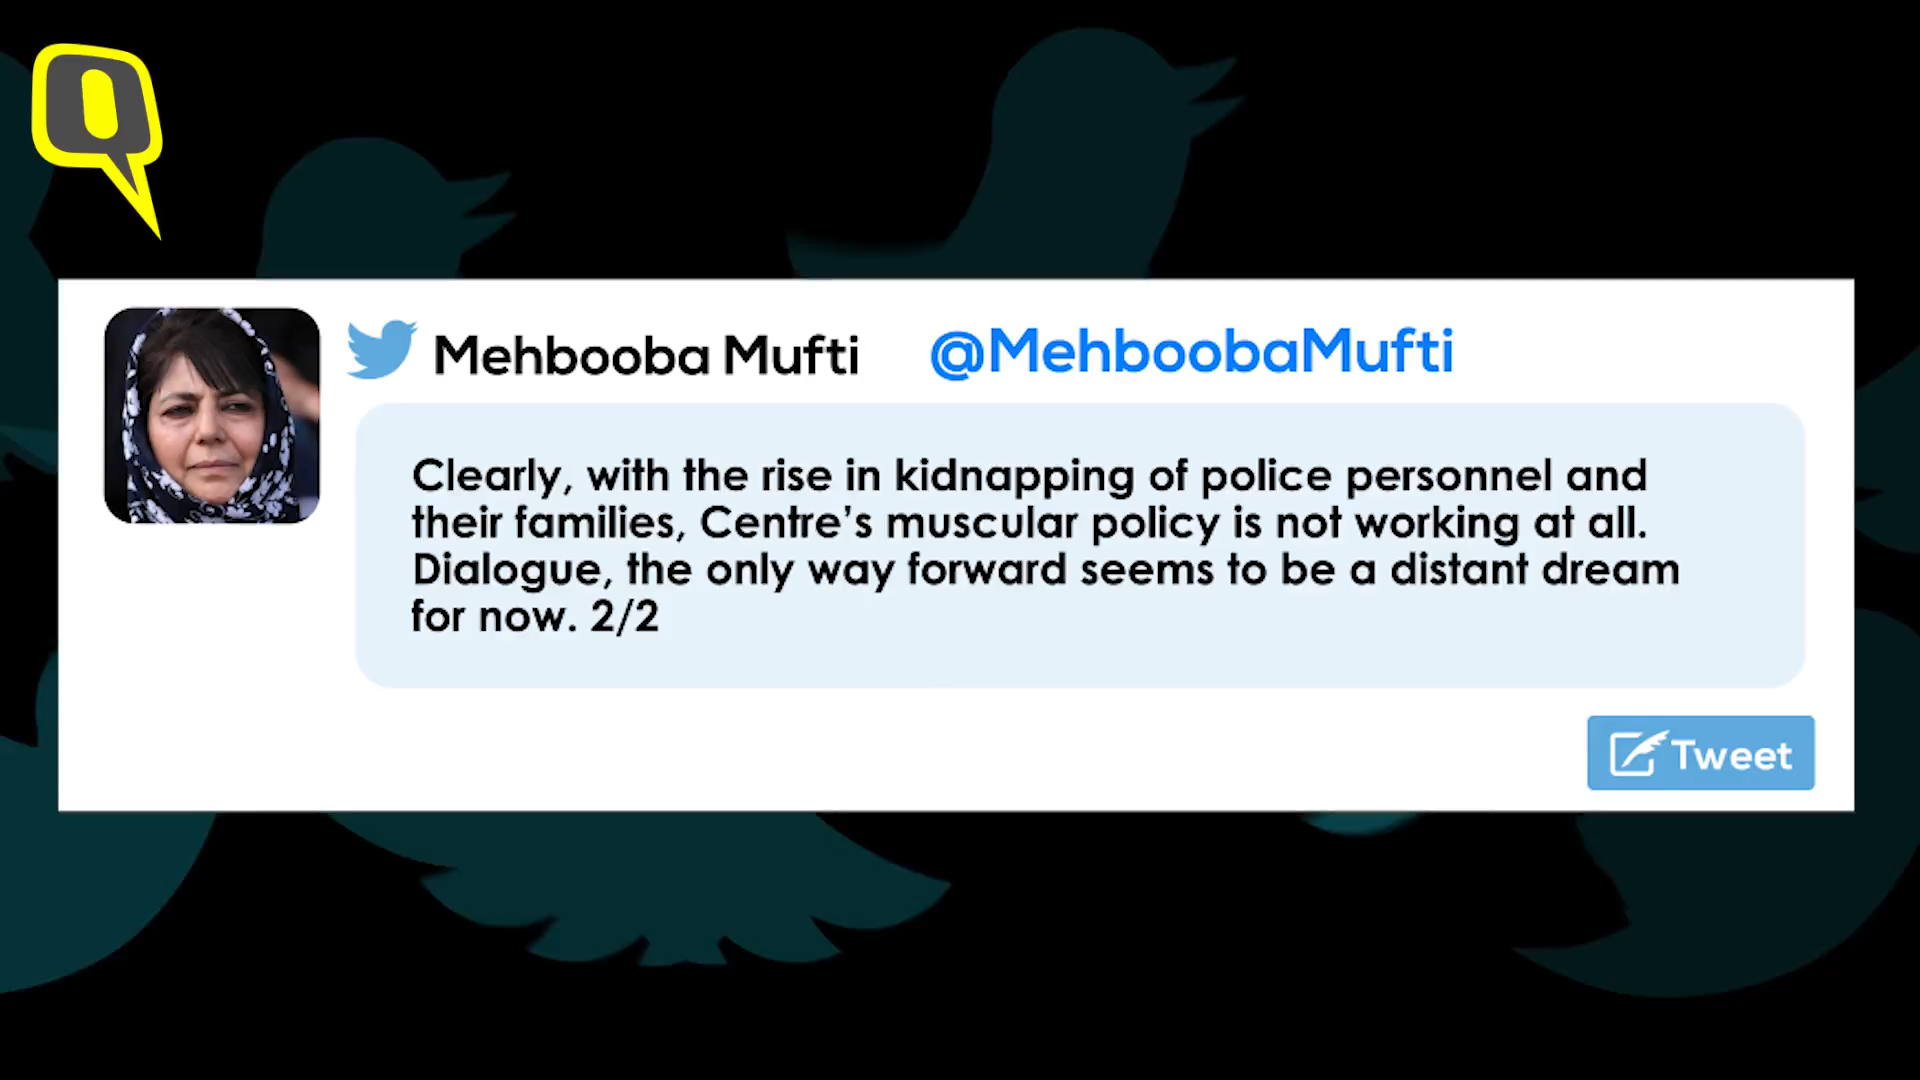 Q
Mehbooba Mufti @MehboobaMufti
Clearly, with the rise in kidnapping of police personnel and
their families, Centre's muscular policy is not working at all.
Dialogue, the only way forward seems to be a distant dream
for now. 2/2
Tweet